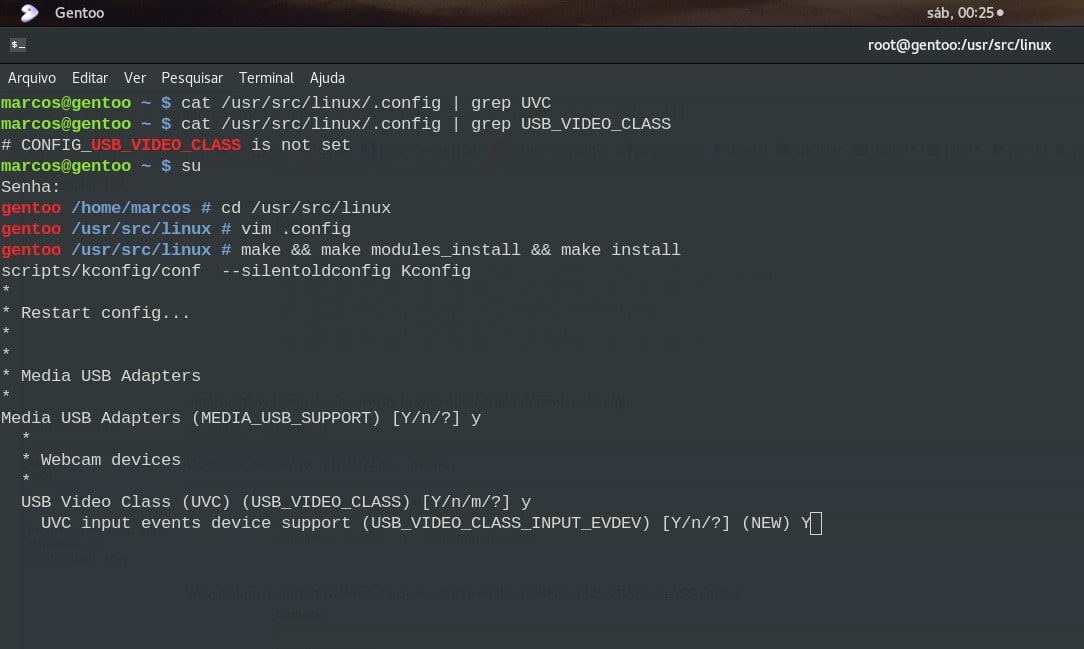 Gentoo
sáb, 00:25
root@gentoo:/usr/src/linux
Arquivo Editar Ver Pesquisar Terminal Ajuda
marcos@gentoo ~ $ cat /usr/src/linux/.config | grep UVC
marcos@gentoo ~ $ cat /usr/src/linux/.config | grep USB_VIDEO_CLASS
# CONFIG_USB_VIDEO_CLASS is not set
marcos@gentoo ~ $ su
Senha:
gentoo /home/marcos # cd /usr/src/linux
gentoo /usr/src/linux # vim .config
gentoo /usr/src/linux # make && make modules_install && make install
scripts/kconfig/conf  --silentoldconfig Kconfig
*
* Restart config...
*
*
* Media USB Adapters
*
Media USB Adapters (MEDIA_USB_SUPPORT) [Y/n/?] y
  *
  * Webcam devices
  *
  USB Video Class (UVC) (USB_VIDEO_CLASS) [Y/n/m/?] y
    UVC input events device support (USB_VIDEO_CLASS_INPUT_EVDEV) [Y/n/?] (NEW) Y